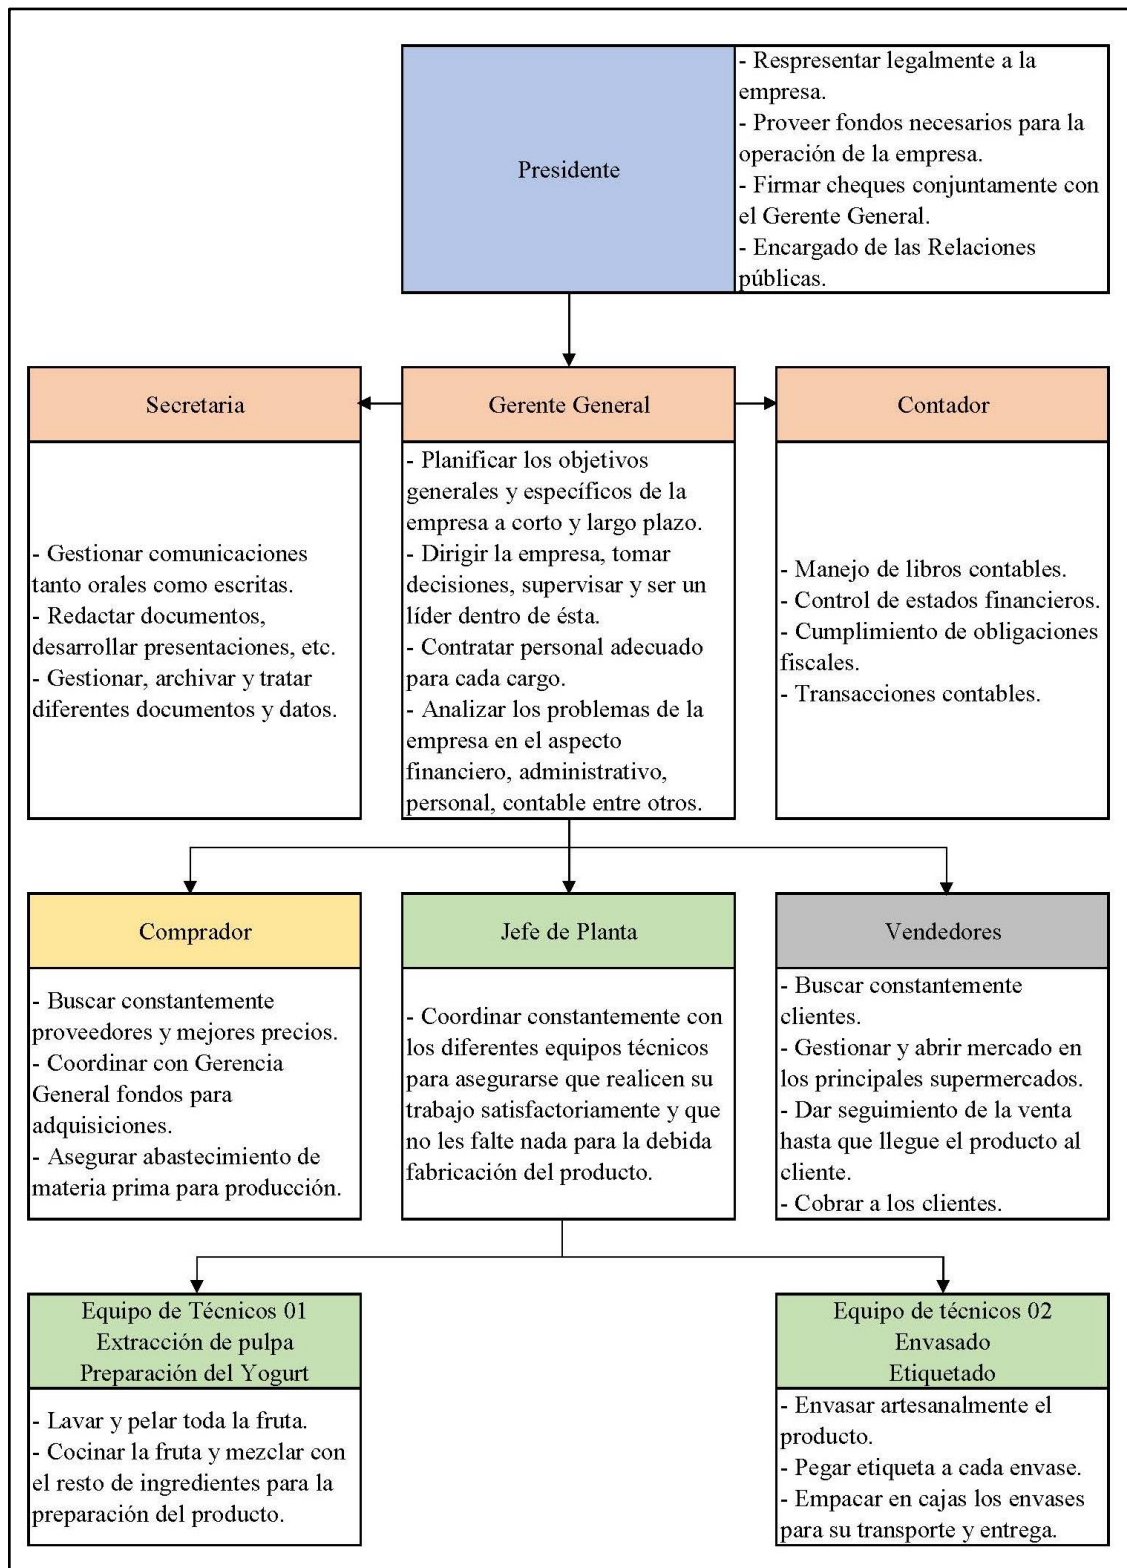 Presidente
- Respresentar legalmente a la
empresa.
- Proveer fondos necesarios para la
operación de la empresa.
- Firmar cheques conjuntamente con
el Gerente General.
- Encargado de las Relaciones
públicas.
Secretaria
- Gestionar comunicaciones
tanto orales como escritas.
- Redactar documentos,
desarrollar presentaciones, etc.
- Gestionar, archivar y tratar
diferentes documentos y datos.
Gerente General
- Planificar los objetivos
generales y específicos de la
empresa a corto y largo plazo.
- Dirigir la empresa, tomar
decisiones, supervisar y ser un
líder dentro de ésta.
- Contratar personal adecuado
para cada cargo.
- Analizar los problemas de la
empresa en el aspecto
financiero, administrativo,
personal, contable entre otros.
Contador
- Manejo de libros contables.
- Control de estados financieros.
- Cumplimiento de obligaciones
fiscales.
- Transacciones contables.
Comprador
- Buscar constantemente
proveedores y mejores precios.
- Coordinar con Gerencia
General fondos para
adquisiciones.
- Asegurar abastecimiento de
materia prima para producción.
Jefe de Planta
- Coordinar constantemente con
los diferentes equipos técnicos
para asegurarse que realicen su
trabajo satisfactoriamente y que
no les falte nada para la debida
fabricación del producto.
Vendedores
- Buscar constantemente
clientes.
- Gestionar y abrir mercado en
los principales supermercados.
- Dar seguimiento de la venta
hasta que llegue el producto al
cliente.
- Cobrar a los clientes.
Equipo de Técnicos 01
Extracción de pulpa
Preparación del Yogurt
- Lavar y pelar toda la fruta.
- Cocinar la fruta y mezclar con
el resto de ingredientes para la
preparación del producto.
Equipo de técnicos 02
Envasado
Etiquetado
- Envasar artesanalmente el
producto.
- Pegar etiqueta a cada envase.
- Empacar en cajas los envases
para su transporte y entrega.